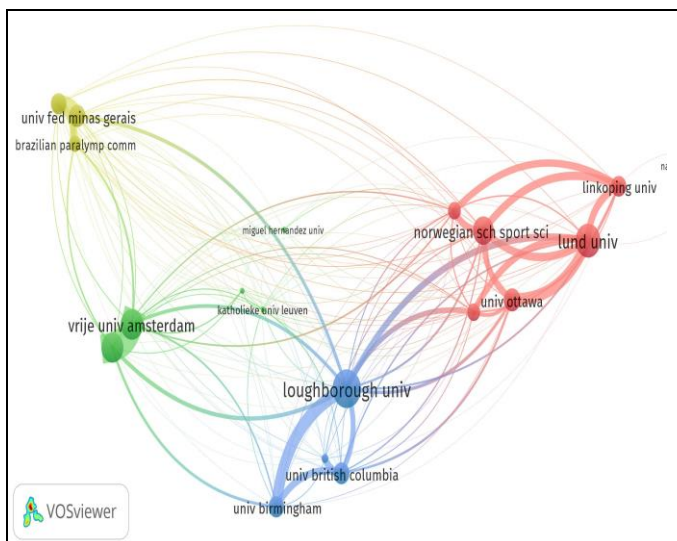 univ fed minas gerais
brazilian paralymp comm
linkoping univ
na
miguel hernandez univ
norwegian sch sport sci
lund univ
univ ottawa
katholieke univ leuven
vrije univ amsterdam
loughborough univ
univ british columbia
univ birmingham
VOSviewer